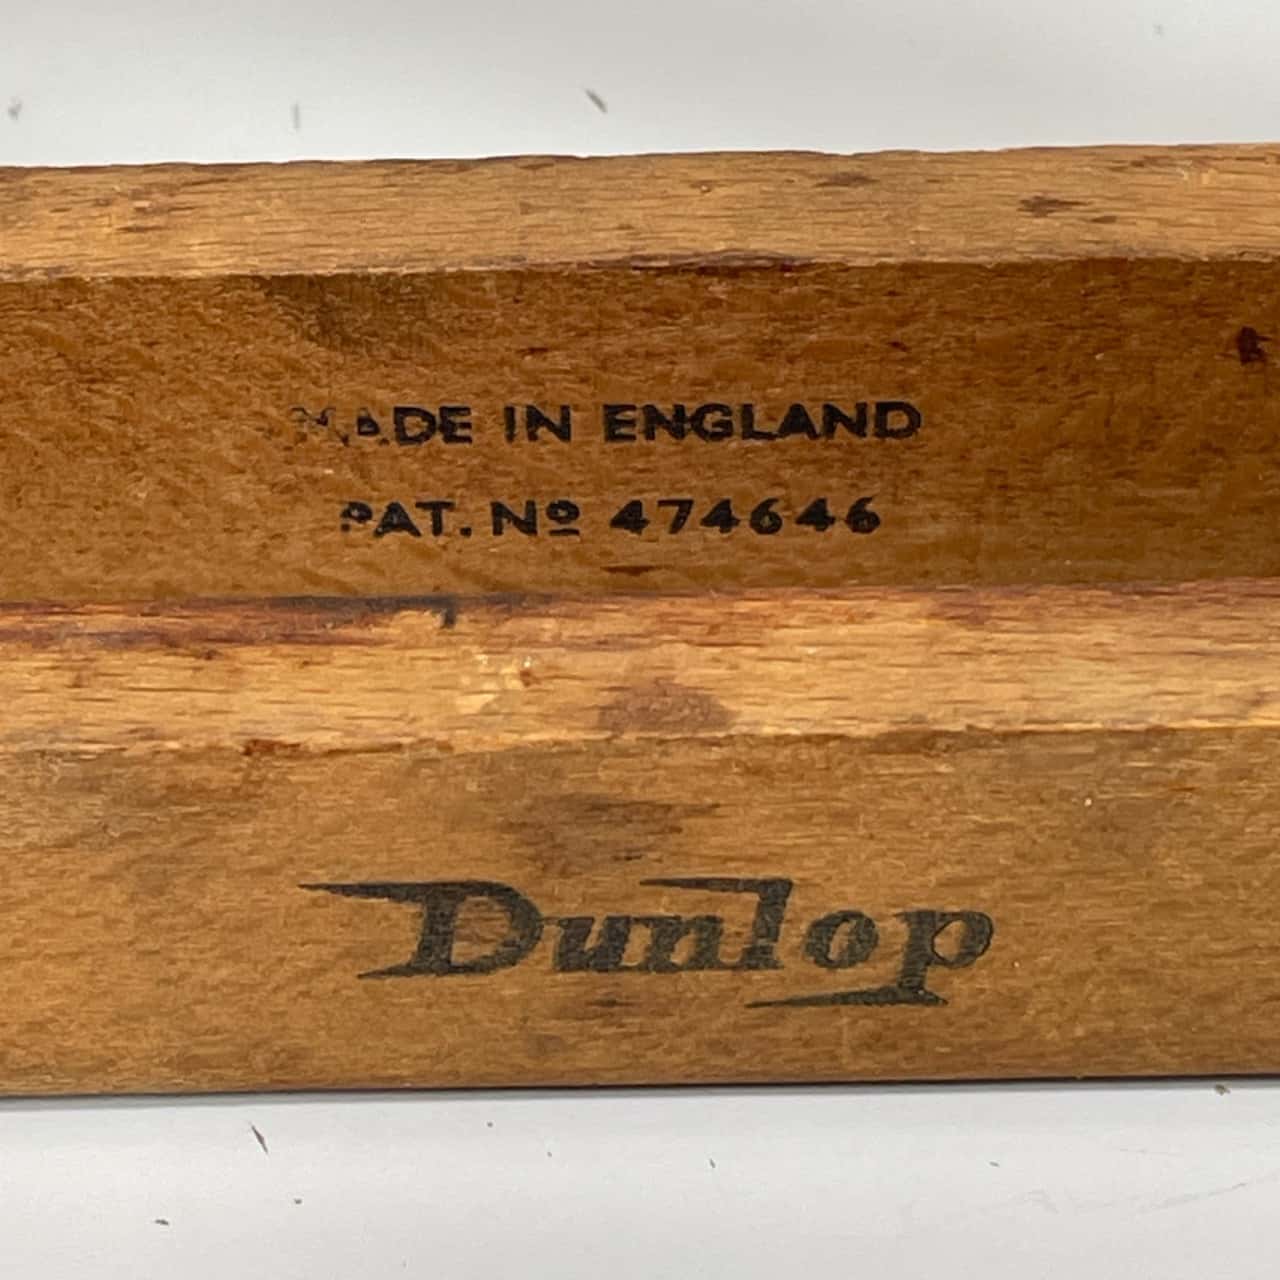 MADE IN ENGLAND
PAT. Nº 474646
Dunlop